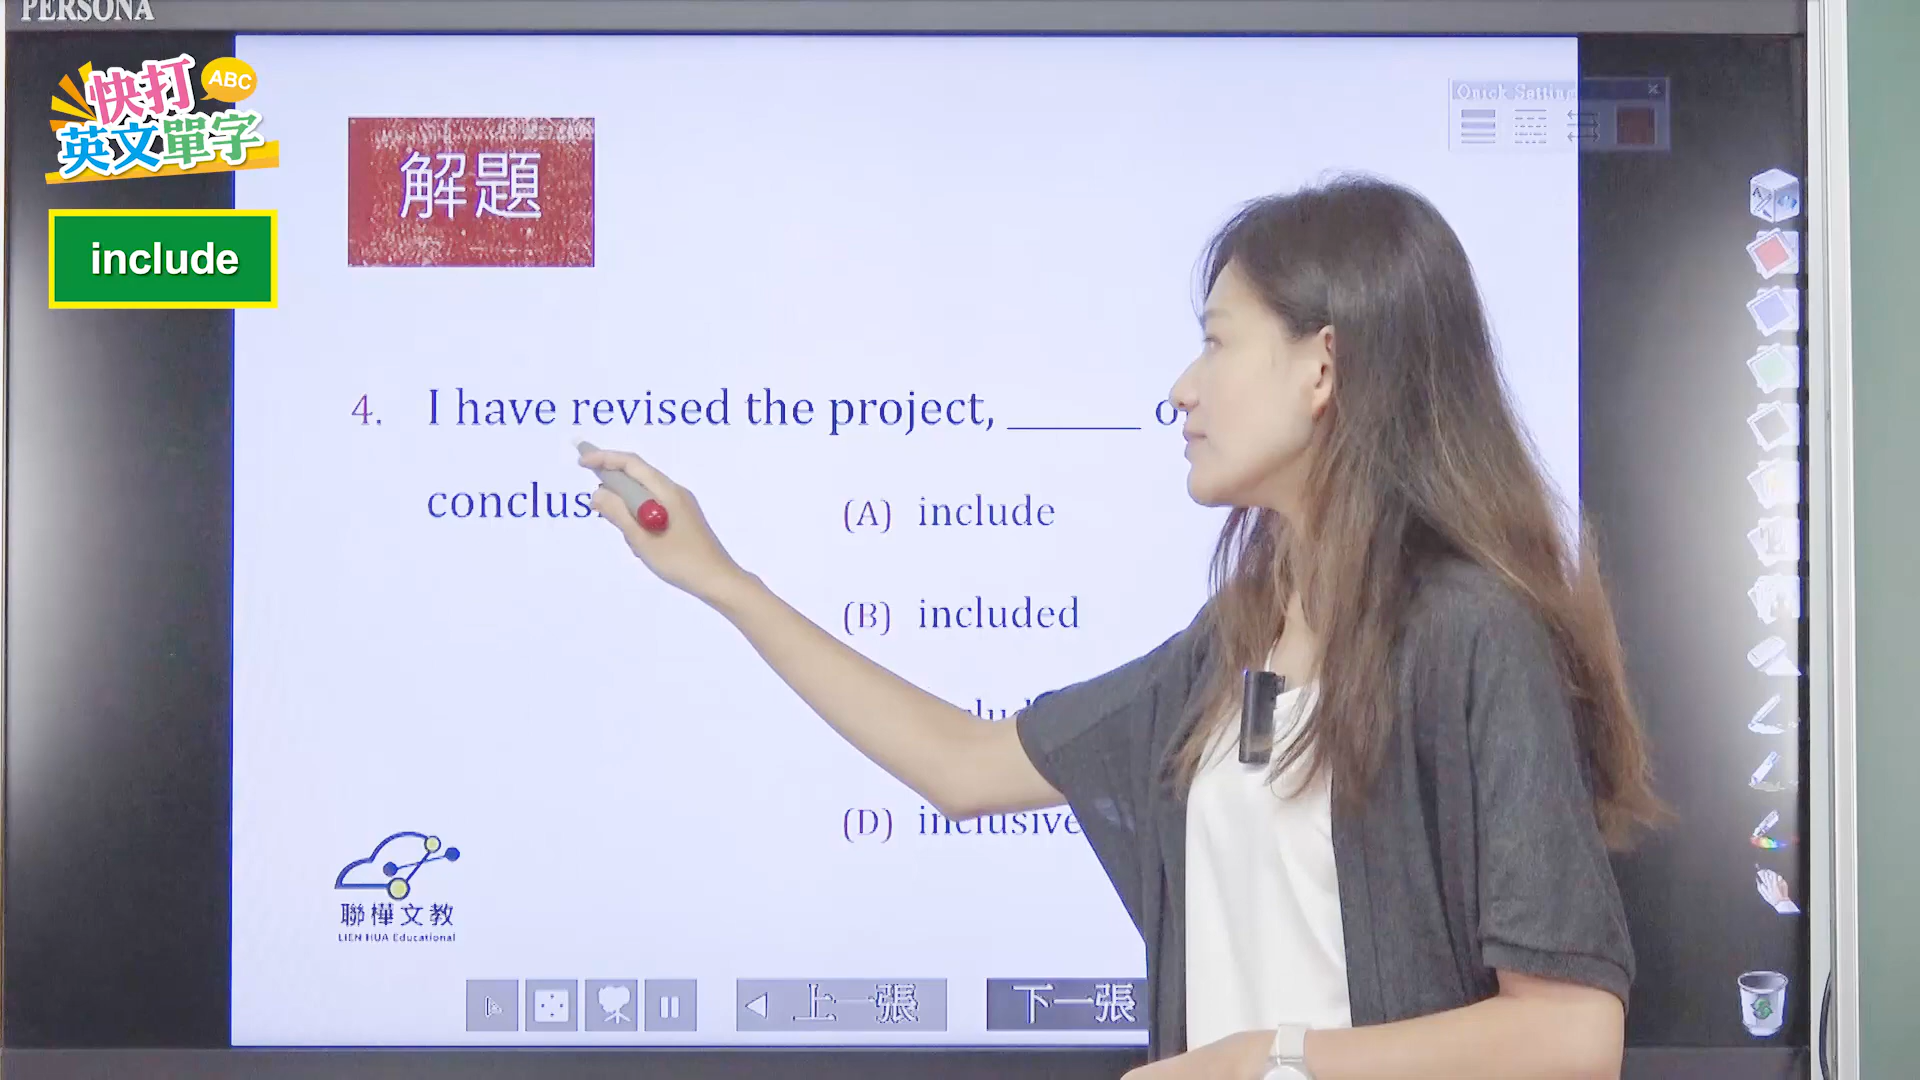 PERSONA
快打
ABC
英文單字
include
解題
Quick Setting
4. I have revised the project, ______
(A) include
(B) included
(D) inclusive
聯樺文教
LIEN HUA Educational
上一張
下一張